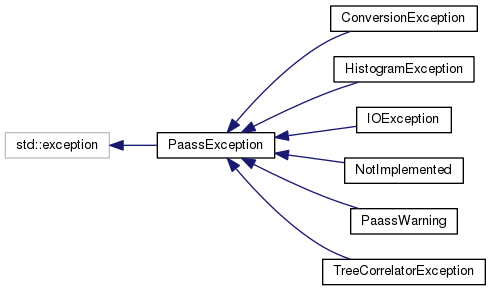 ConversionException
HistogramException
IOException
std::exception
PaassException
NotImplemented
PaassWarning
TreeCorrelatorException